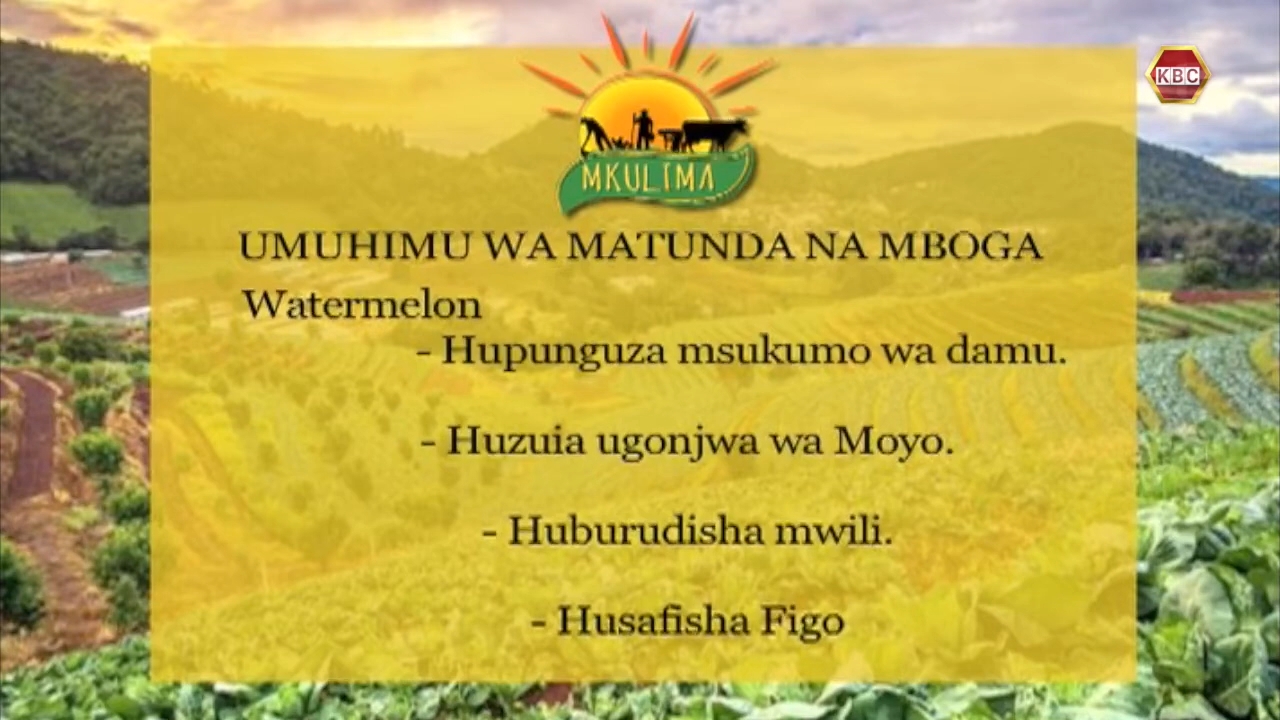 KBC
MKULIMA
UMUHIMU WA MATUNDA NA MBOGA
Watermelon
- Hupunguza msukumo wa damu.
- Huzuia ugonjwa wa Moyo.
- Huburudisha mwili.
- Husafisha Figo